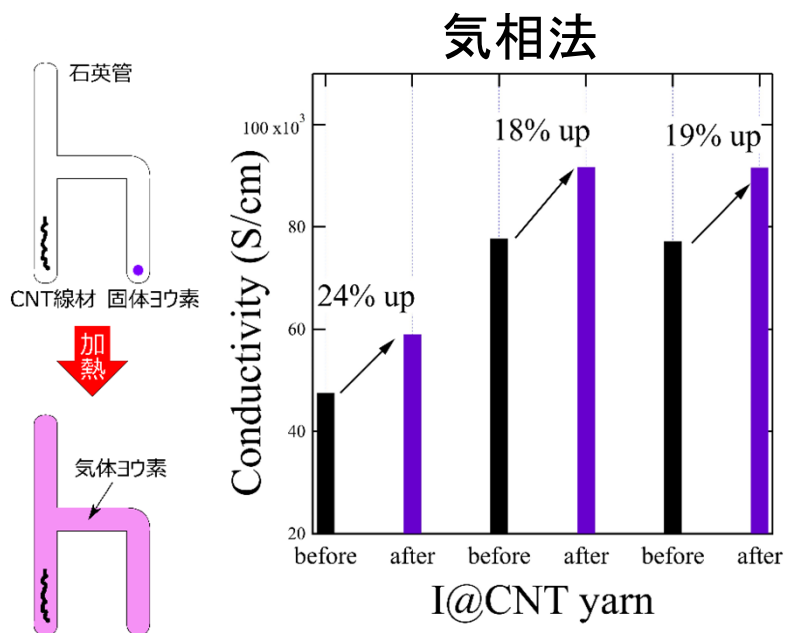 気相法
石英管
CNT線材 固体ヨウ素
加熱
気体ヨウ素
Conductivity (S/cm)
100 x10³
80
60
40
20
24% up
18% up
19% up
before after before after before after
I@CNT yarn